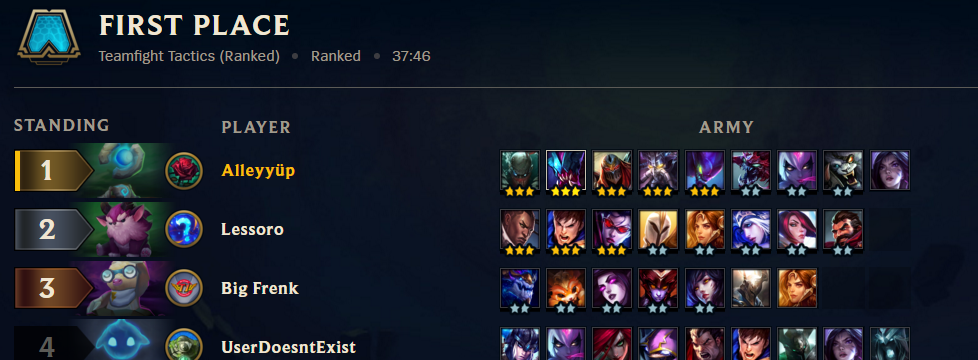 FIRST PLACE
Teamfight Tactics (Ranked) • Ranked • 37:46
STANDING PLAYER ARMY
1 Alleyyüp
2 Lessoro
3 Big Frenk
4 UserDoesntExist